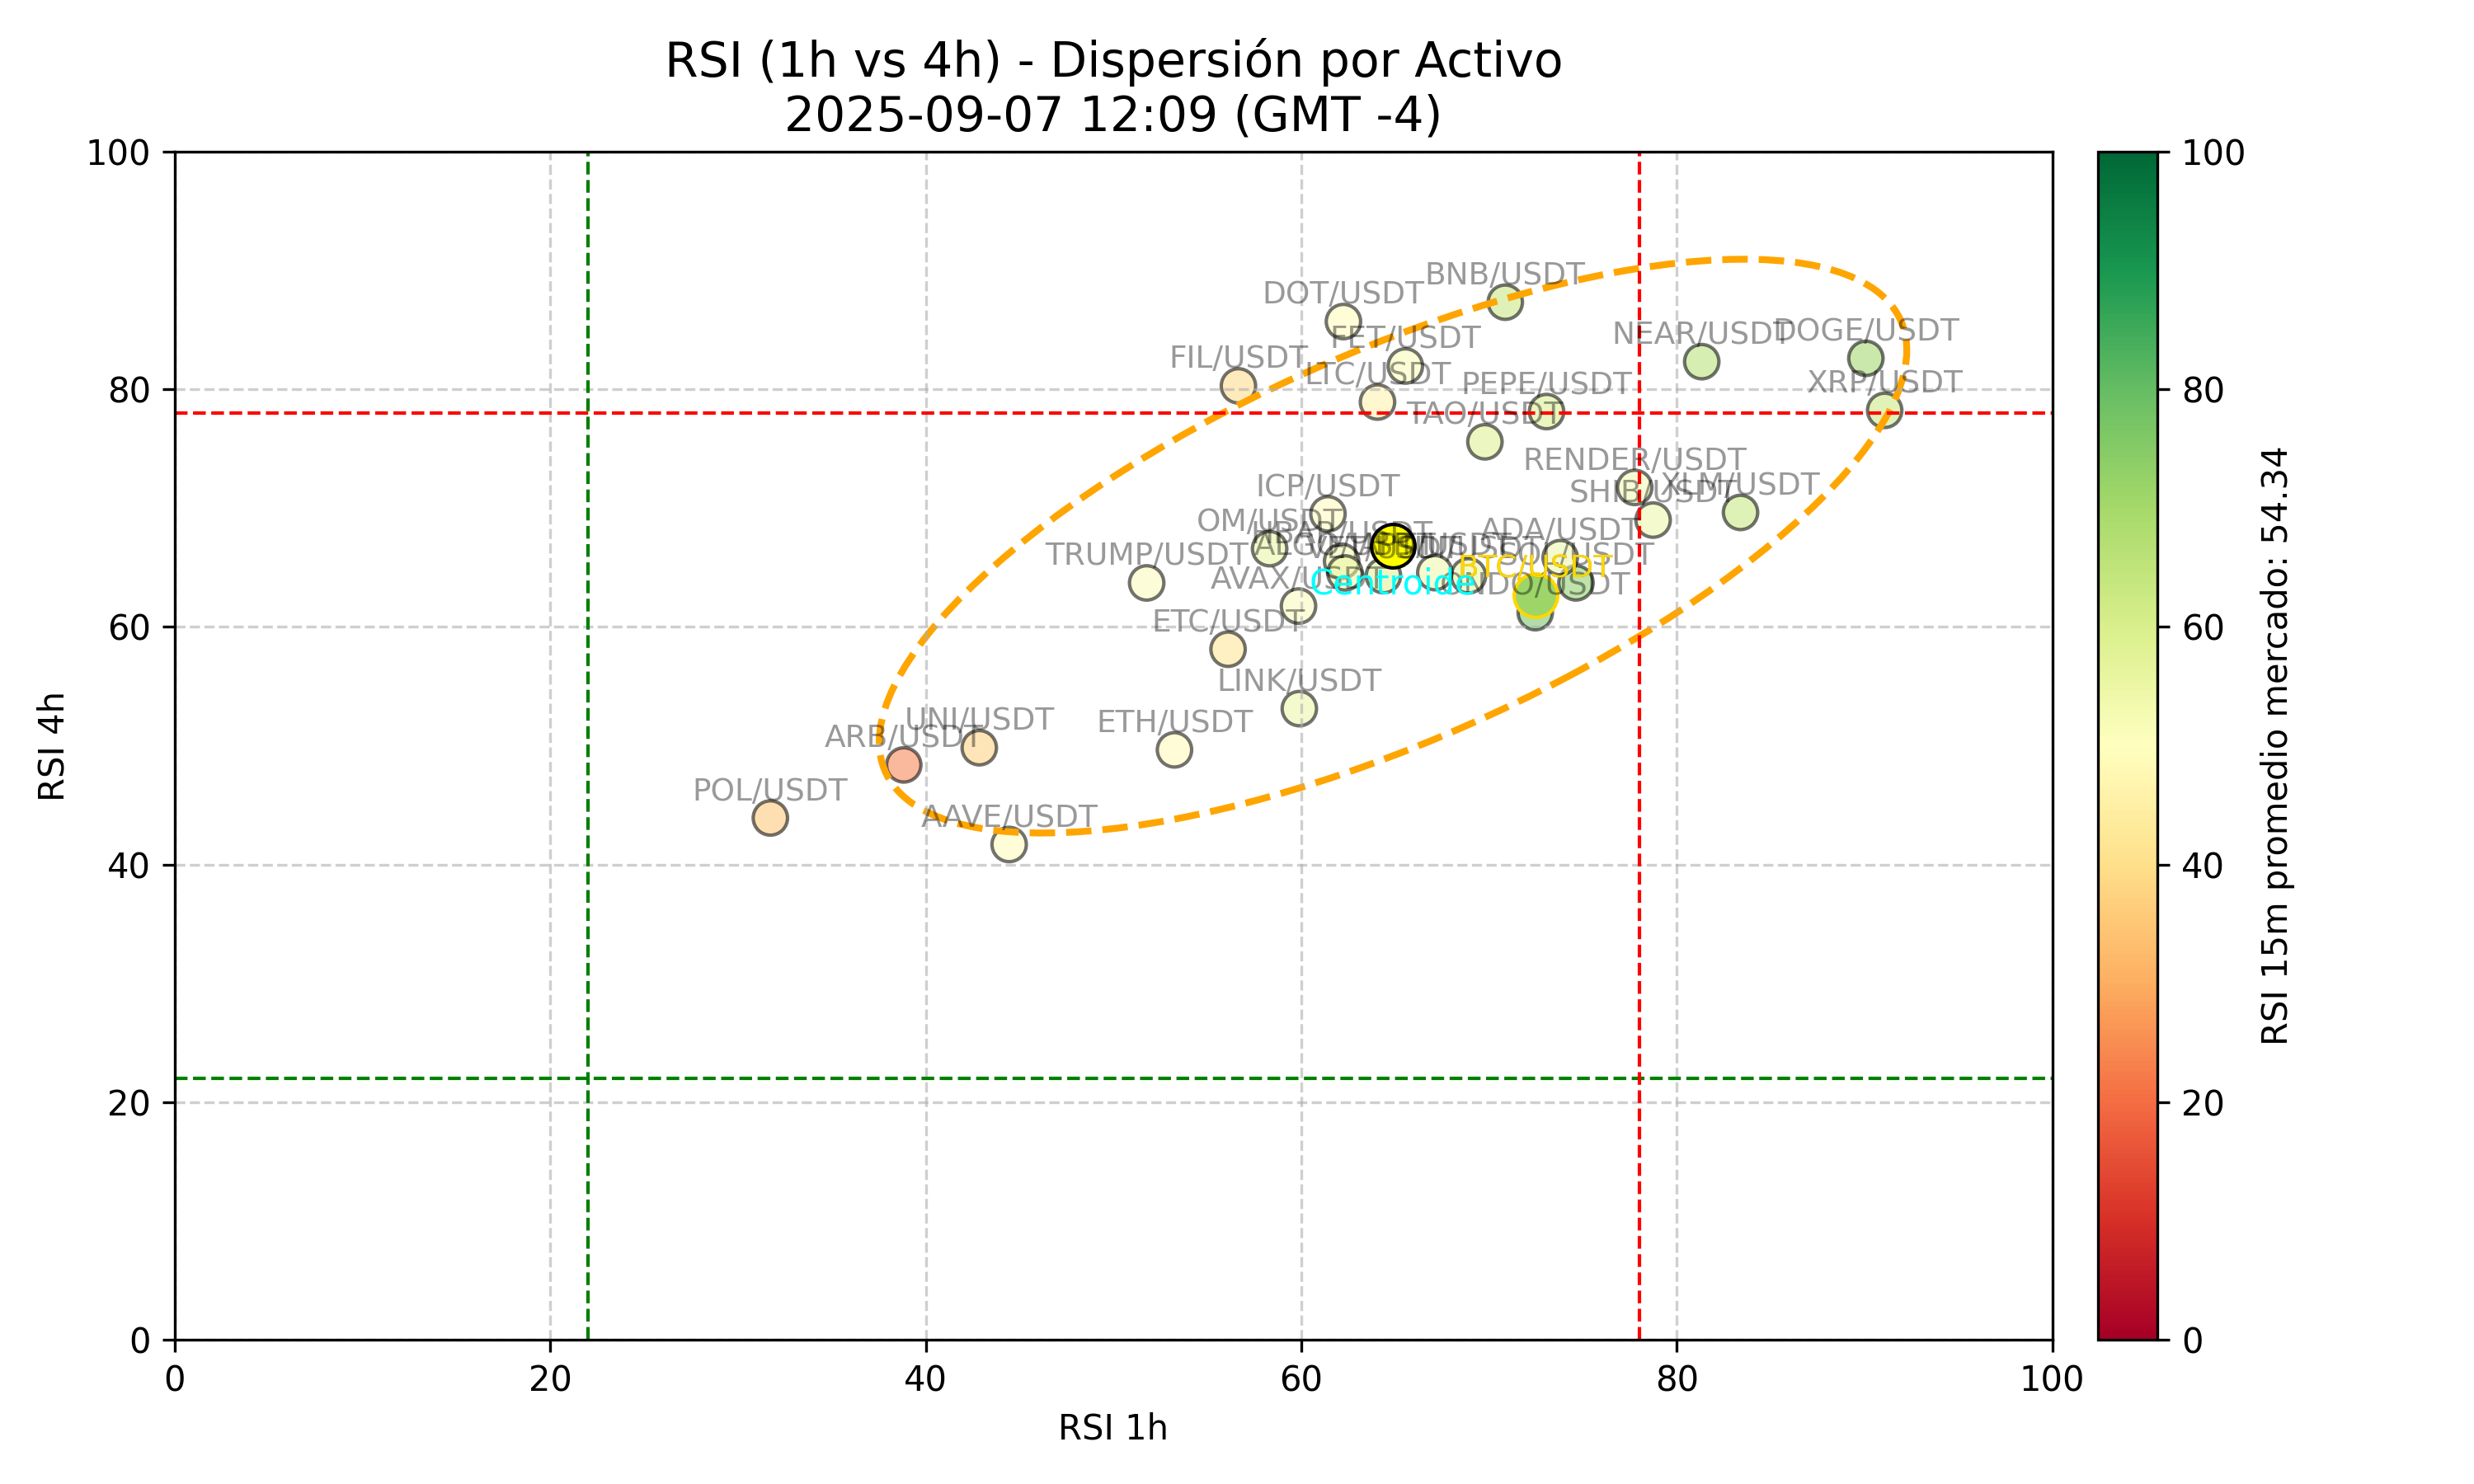 RSI (1h vs 4h) - Dispersión por Activo
2025-09-07 12:09 (GMT -4)
100
80
60
40
20
0
RSI 4h
BNB/USDT
DOT/USDT
NEAR/USDT
DOGE/USDT
FET/USDT
FIL/USDT
LTC/USDT
PEPE/USDT
XRP/USDT
TAO/USDT
RENDER/USDT
ICP/USDT
SHIB/USDT
XLM/USDT
OM/USDT
ADA/USDT
TRUMP/USDT
BTC/USDT
AVAX/USDT
Centroide
ETC/USDT
LINK/USDT
UNI/USDT
ETH/USDT
ARB/USDT
POL/USDT
AAVE/USDT
0
20
40
60
80
100
RSI 1h
100
80
60
40
20
0
RSI 15m promedio mercado: 54.34